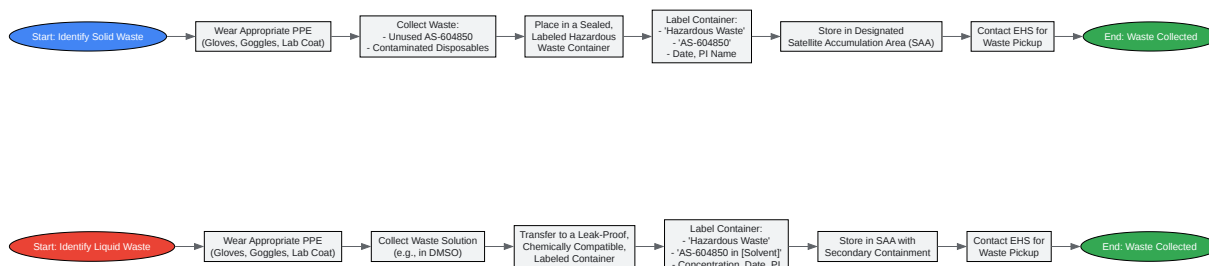 Start: Identify Solid Waste
Wear Appropriate PPE
(Gloves, Goggles, Lab Coat)
Collect Waste:
- Unused AS-604850
- Contaminated Disposables
Place in a Sealed,
Labeled Hazardous
Waste Container
Label Container:
- 'Hazardous Waste'
- 'AS-604850'
- Date, PI Name
Store in Designated
Satellite Accumulation Area (SAA)
Contact EHS for
Waste Pickup
End: Waste Collected
Start: Identify Liquid Waste
Wear Appropriate PPE
(Gloves, Goggles, Lab Coat)
Collect Waste Solution
(e.g., in DMSO)
Transfer to a Leak-Proof,
Chemically Compatible,
Labeled Container
Label Container:
- 'Hazardous Waste'
- 'AS-604850 in [Solvent]'
- Concentration, Date, PI
Store in SAA with
Secondary Containment
Contact EHS for
Waste Pickup
End: Waste Collected